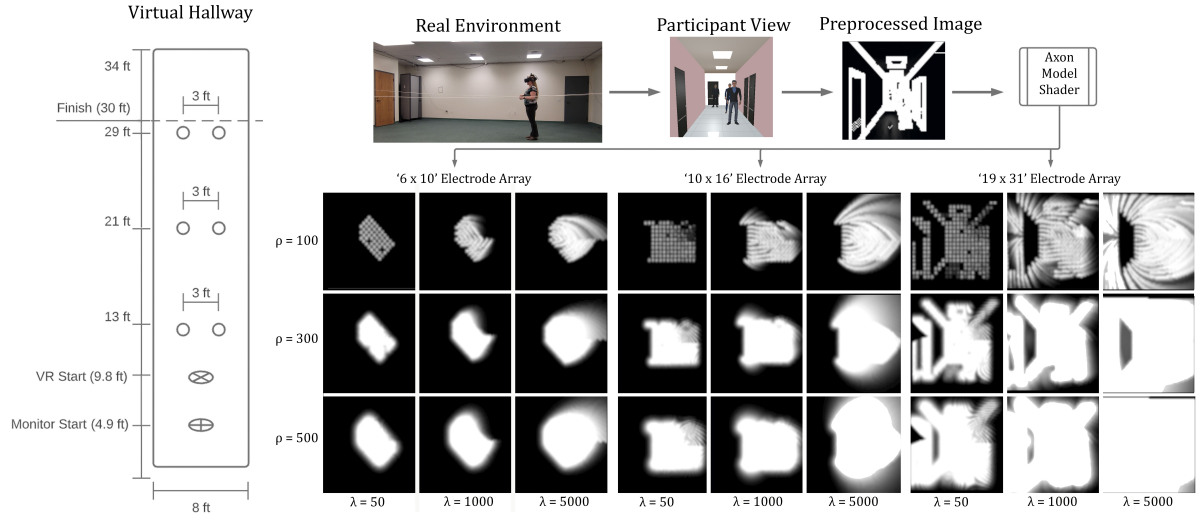 Virtual Hallway
34 ft
3 ft
Finish (30 ft)
29 ft
3 ft
21 ft
3 ft
13 ft
VR Start (9.8 ft)
Monitor Start (4.9 ft)
8 ft
Real Environment
Participant View
Preprocessed Image
Axon
Model
Shader
‘6 x 10’ Electrode Array
‘10 x 16’ Electrode Array
‘19 x 31’ Electrode Array
ρ = 100
ρ = 300
ρ = 500
λ = 50
λ = 1000
λ = 5000
λ = 50
λ = 1000
λ = 5000
λ = 50
λ = 1000
λ = 5000